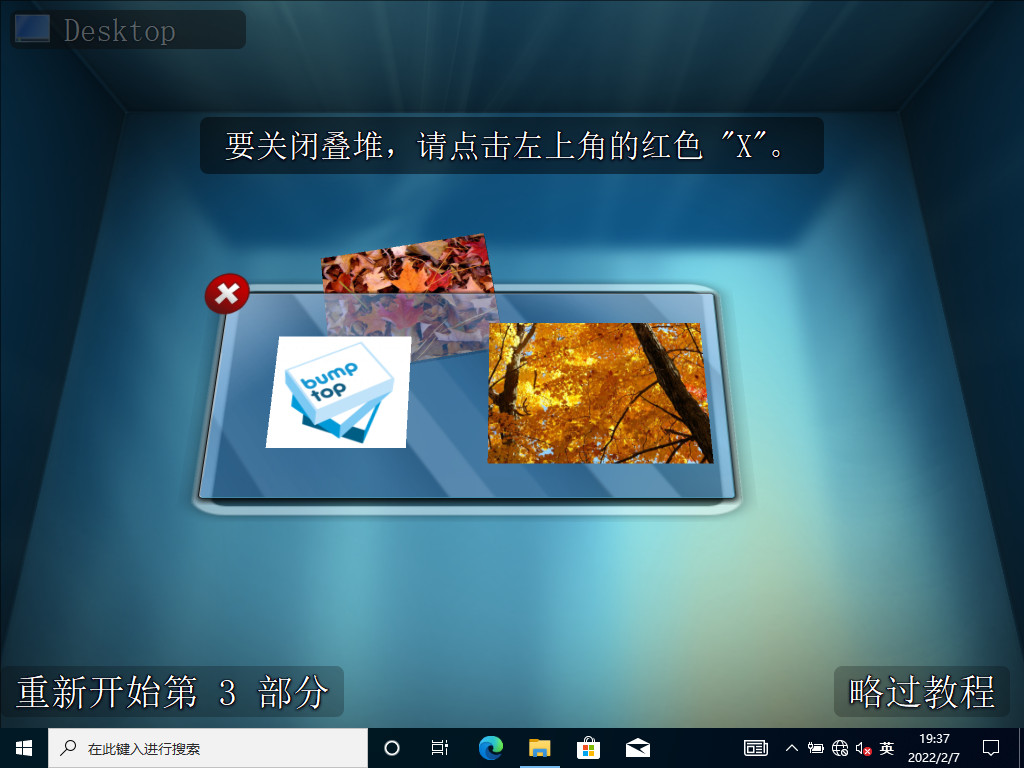 Desktop
要关闭叠堆，请点击左上角的红色 "X"。
bump
top
重新开始第 3 部分
略过教程
在此键入进行搜索
英
19:37
2022/2/7